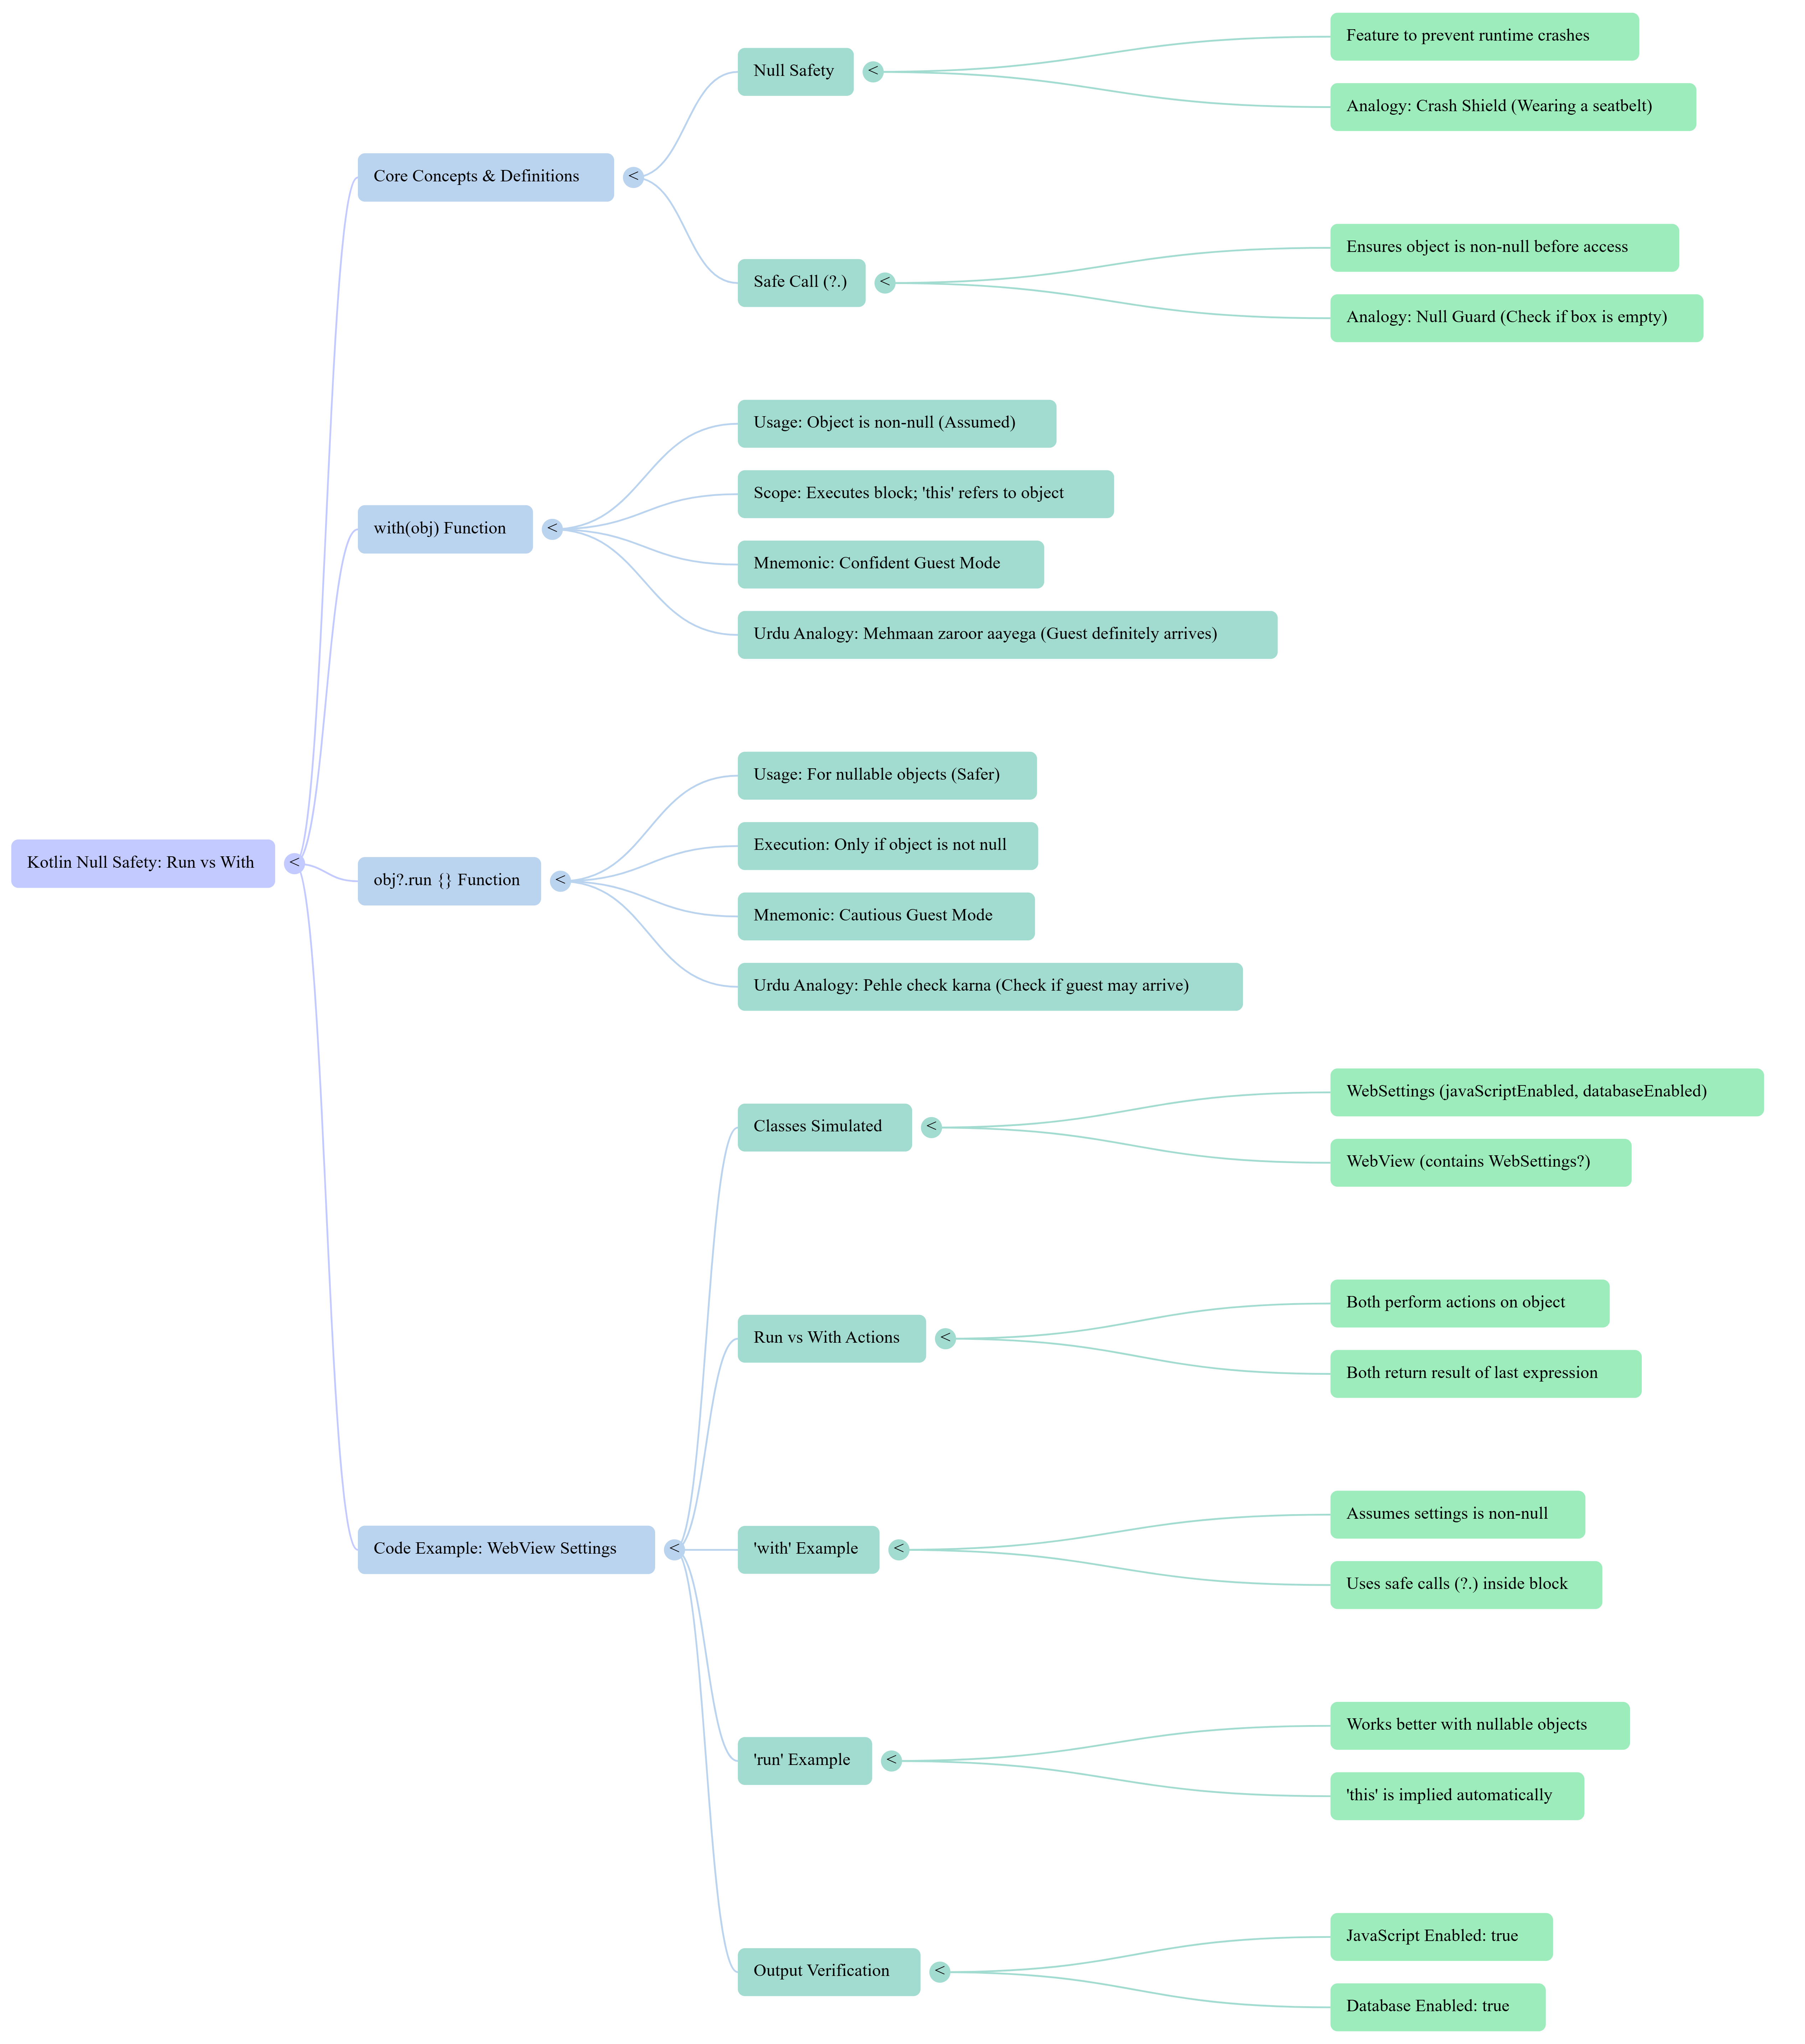 Kotlin Null Safety: Run vs With
<
Core Concepts & Definitions
<
Null Safety
<
Feature to prevent runtime crashes
Analogy: Crash Shield (Wearing a seatbelt)
Safe Call (?.)
<
Ensures object is non-null before access
Analogy: Null Guard (Check if box is empty)
with(obj) Function
<
Usage: Object is non-null (Assumed)
Scope: Executes block; 'this' refers to object
Mnemonic: Confident Guest Mode
Urdu Analogy: Mehmaan zaroor aayega (Guest definitely arrives)
obj?.run {} Function
<
Usage: For nullable objects (Safer)
Execution: Only if object is not null
Mnemonic: Cautious Guest Mode
Urdu Analogy: Pehle check karna (Check if guest may arrive)
Code Example: WebView Settings
<
Classes Simulated
<
WebSettings (javaScriptEnabled, databaseEnabled)
WebView (contains WebSettings?)
Run vs With Actions
<
Both perform actions on object
Both return result of last expression
'with' Example
<
Assumes settings is non-null
Uses safe calls (?.) inside block
'run' Example
<
Works better with nullable objects
'this' is implied automatically
Output Verification
<
JavaScript Enabled: true
Database Enabled: true